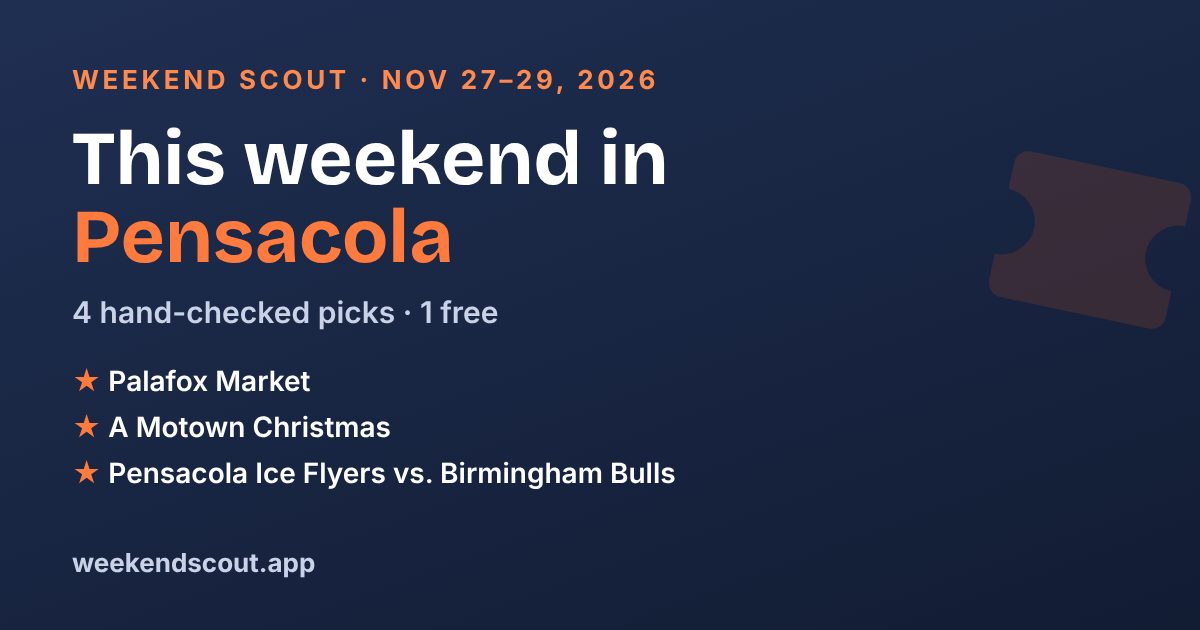 WEEKEND SCOUT · NOV 27–29, 2026
This weekend in
Pensacola
4 hand-checked picks · 1 free
★ Palafox Market
★ A Motown Christmas
★ Pensacola Ice Flyers vs. Birmingham Bulls
weekendscout.app